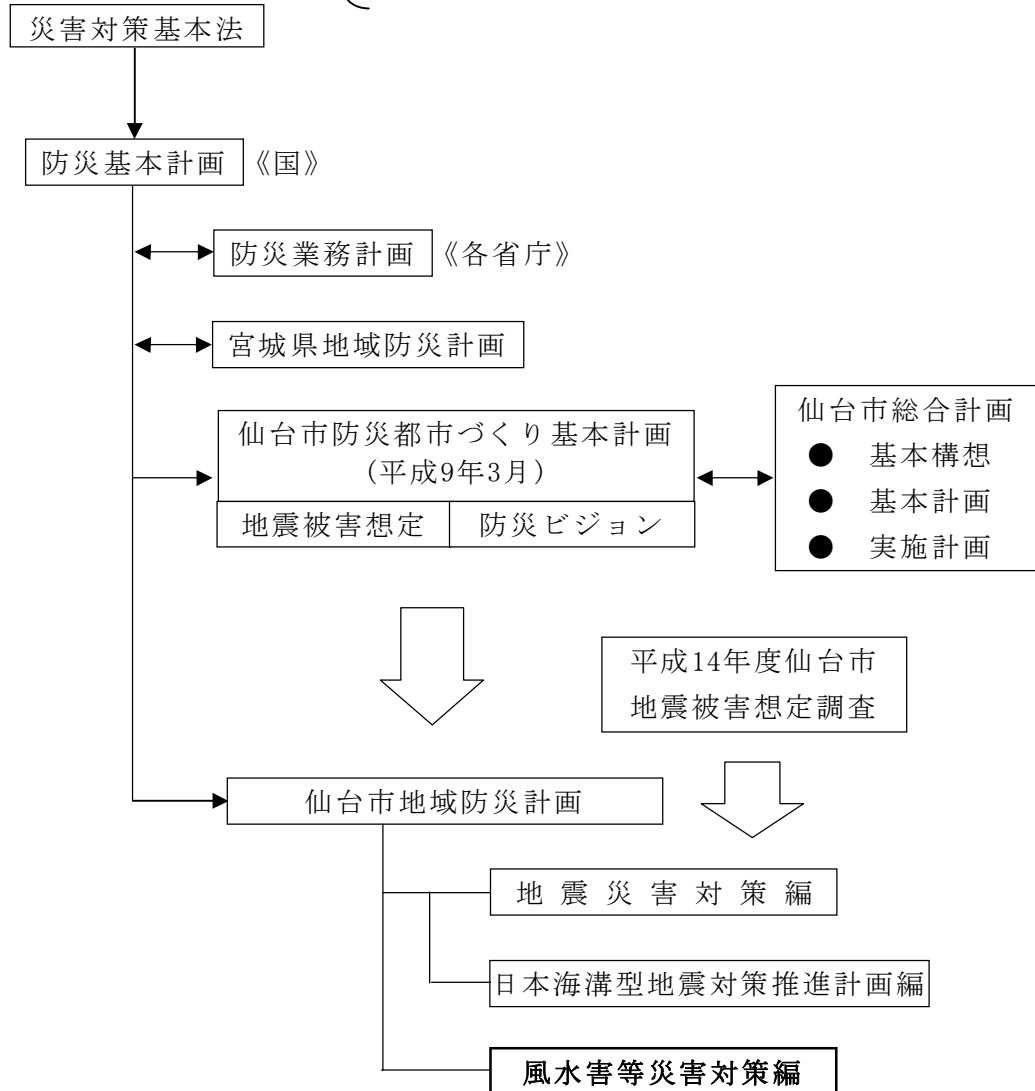 災害対策基本法
防災基本計画 《国》
防災業務計画 《各省庁》
宮城県地域防災計画
仙台市防災都市づくり基本計画
(平成9年3月)
地震被害想定 防災ビジョン
仙台市総合計画
● 基本構想
● 基本計画
● 実施計画
平成14年度仙台市
地震被害想定調査
仙台市地域防災計画
地震災害対策編
日本海溝型地震対策推進計画編
風水害等災害対策編